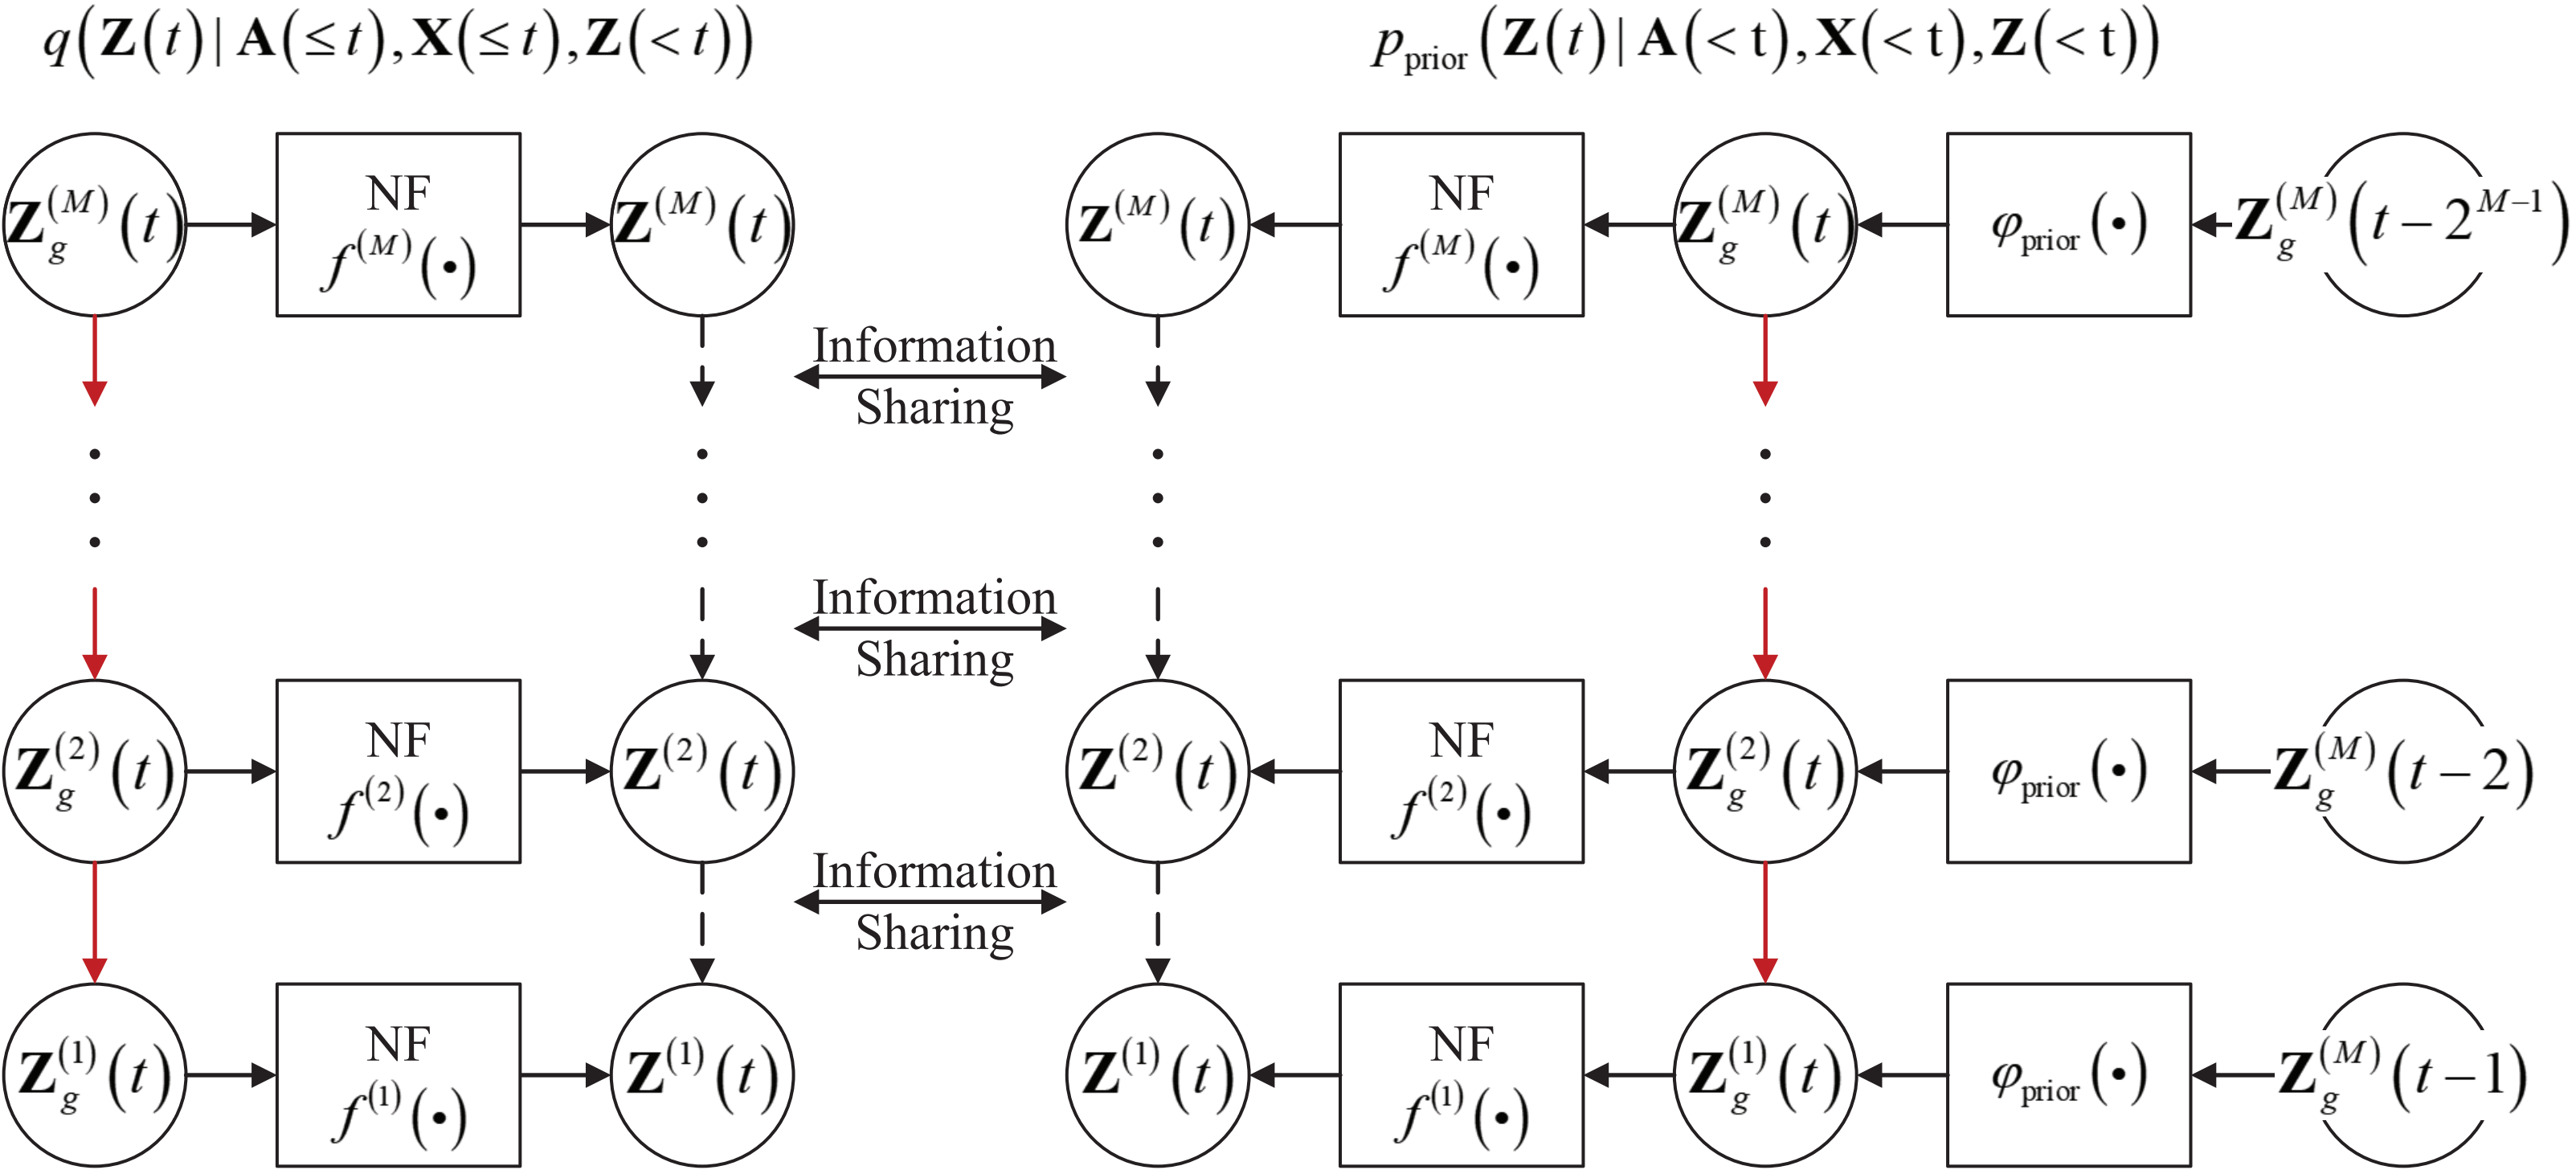 q(Z(t) | A(≤ t), X(≤ t), Z(< t))
p_prior(Z(t) | A(< t), X(< t), Z(< t))
Z_g^(M)(t)
NF
f^(M)(•)
Z^(M)(t)
Z^(M)(t)
NF
f^(M)(•)
Z_g^(M)(t)
φ_prior(•)
Z_g^(M)(t − 2^(M−1))
Information
Sharing
Information
Sharing
Z_g^(2)(t)
NF
f^(2)(•)
Z^(2)(t)
Z^(2)(t)
NF
f^(2)(•)
Z_g^(2)(t)
φ_prior(•)
Z_g^(M)(t − 2)
Information
Sharing
Z_g^(1)(t)
NF
f^(1)(•)
Z^(1)(t)
Z^(1)(t)
NF
f^(1)(•)
Z_g^(1)(t)
φ_prior(•)
Z_g^(M)(t − 1)